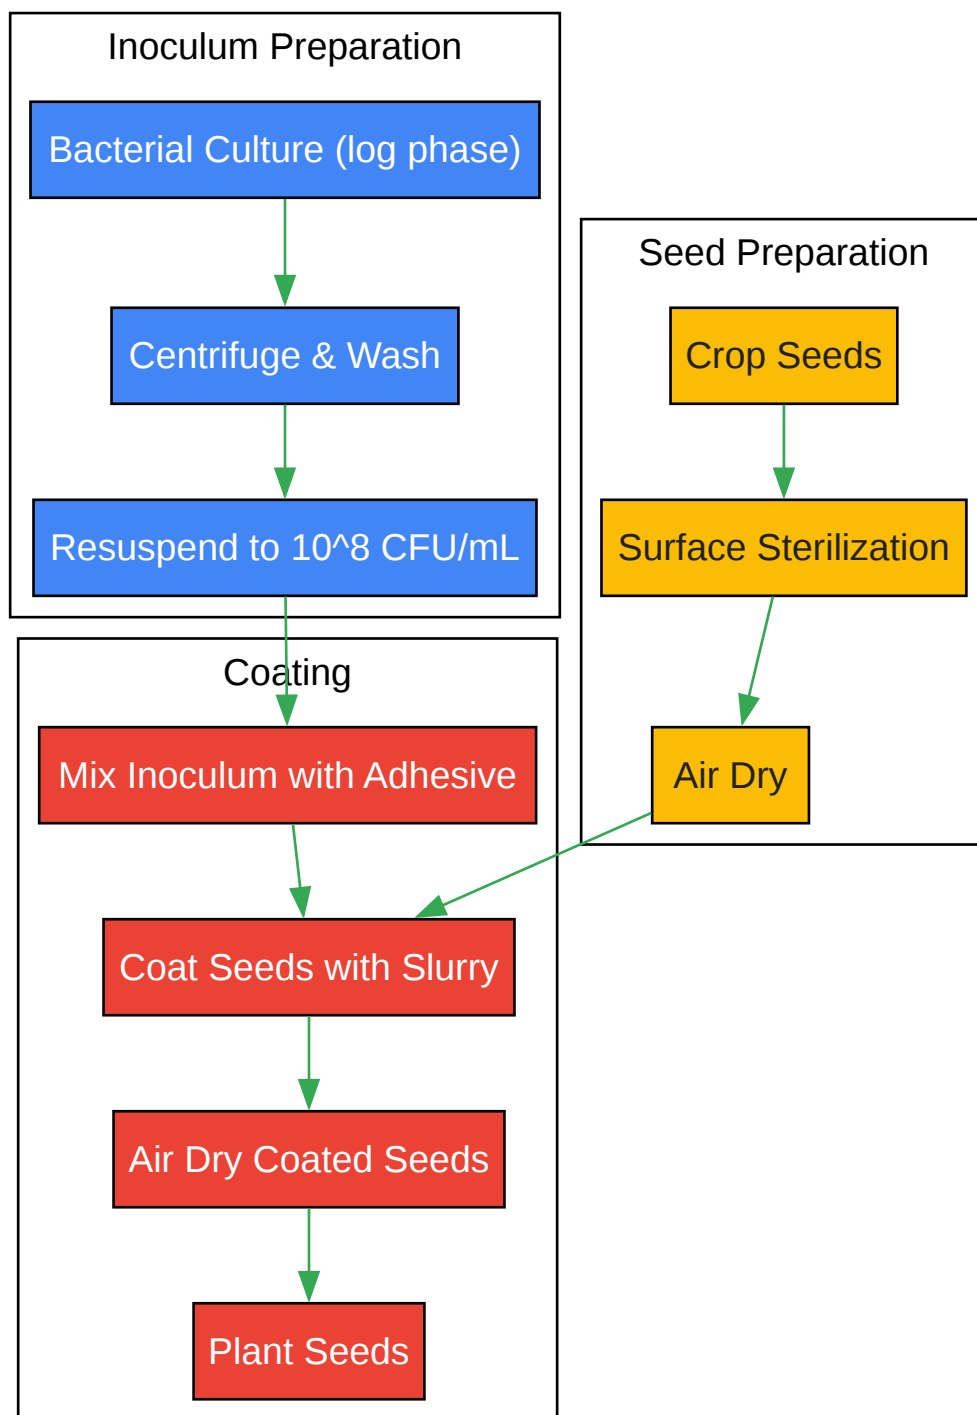 Inoculum Preparation
Bacterial Culture (log phase)
Centrifuge & Wash
Resuspend to 10^8 CFU/mL
Seed Preparation
Crop Seeds
Surface Sterilization
Air Dry
Coating
Mix Inoculum with Adhesive
Coat Seeds with Slurry
Air Dry Coated Seeds
Plant Seeds